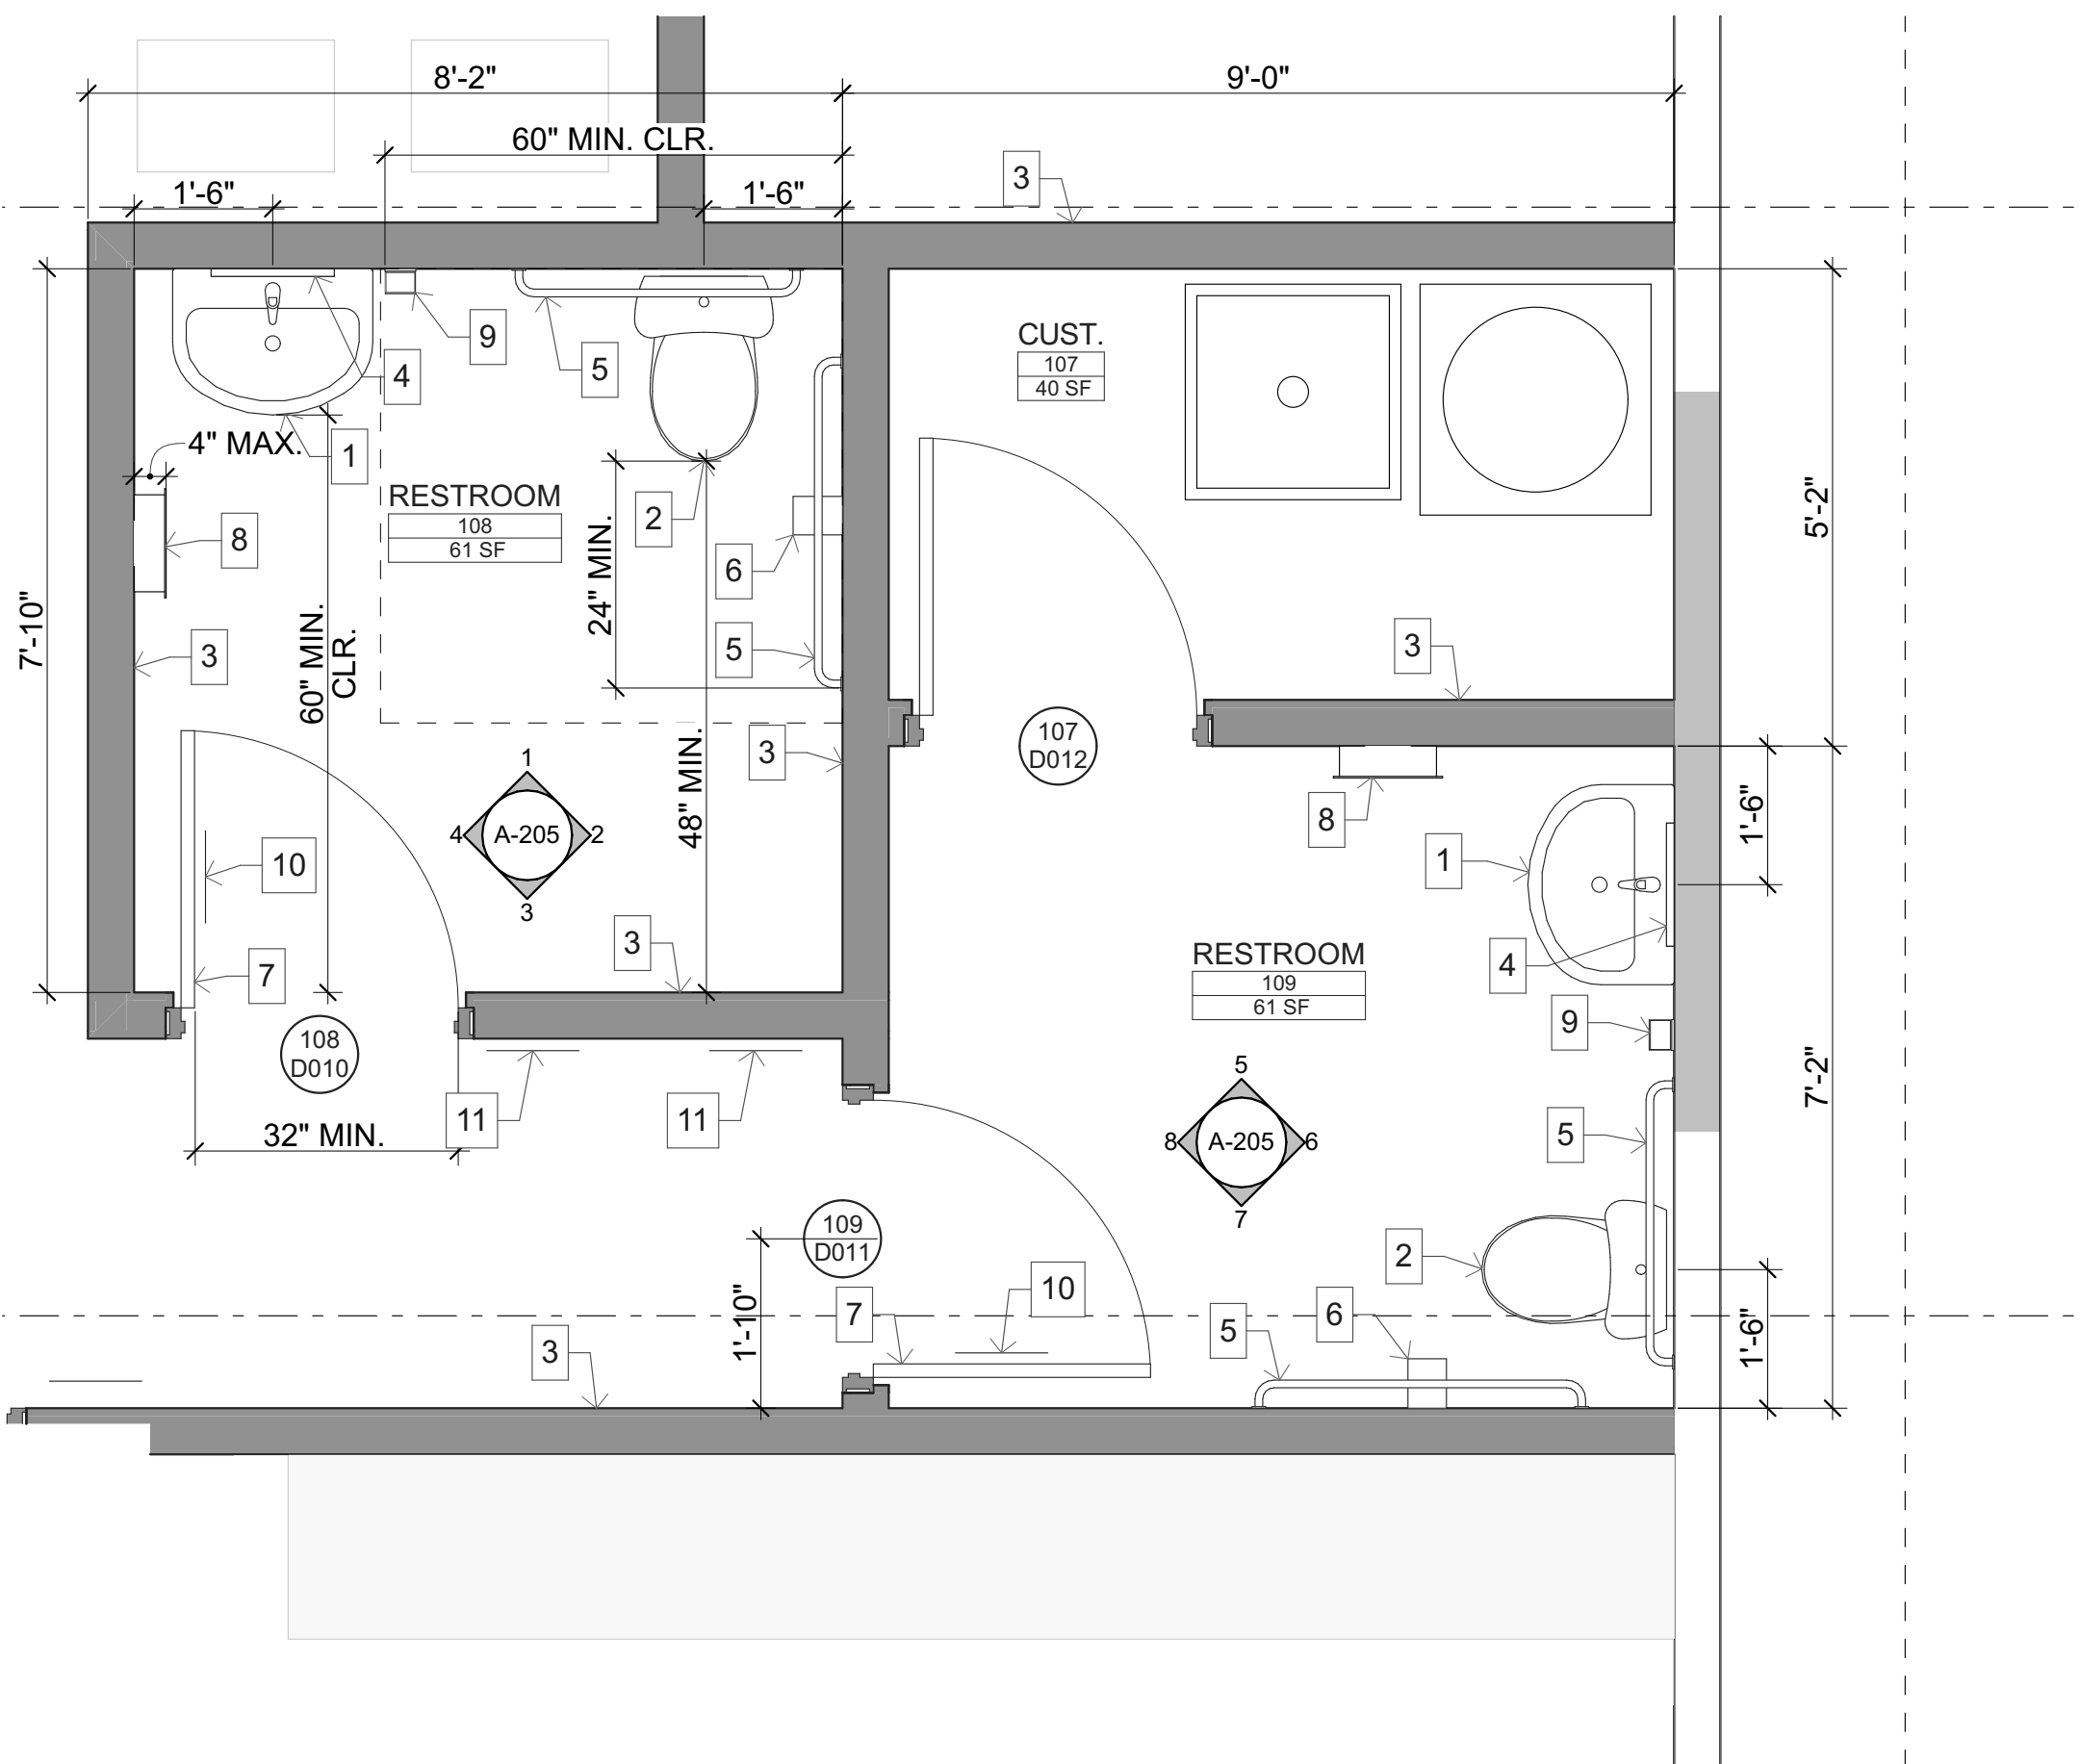 8'-2"
9'-0"
60" MIN. CLR.
1'-6"
1'-6"
3
9
4
5
CUST.
107
40 SF
1
4" MAX.
RESTROOM
108
61 SF
2
8
6
24" MIN.
5'-2"
7'-10"
3
60" MIN.
CLR.
5
3
3
107
D012
48" MIN.
1
4
A-205
2
3
8
1'-6"
1
10
7
3
RESTROOM
109
61 SF
4
9
108
D010
11
11
32" MIN.
5
8
A-205
6
7
5
7'-2"
109
D011
2
1'-10"
7
10
5
6
1'-6"
3